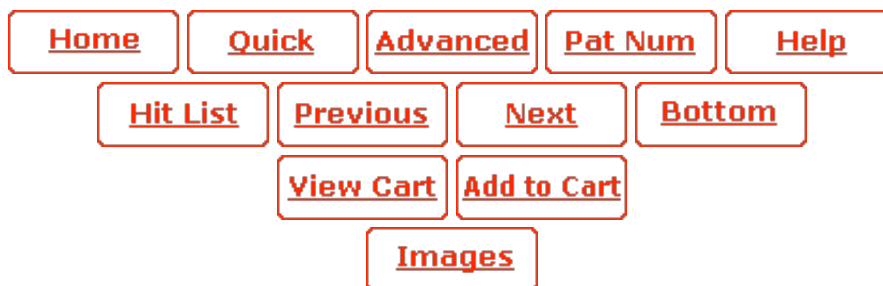 Home Quick Advanced Pat Num Help
Hit List Previous Next Bottom
View Cart Add to Cart
Images